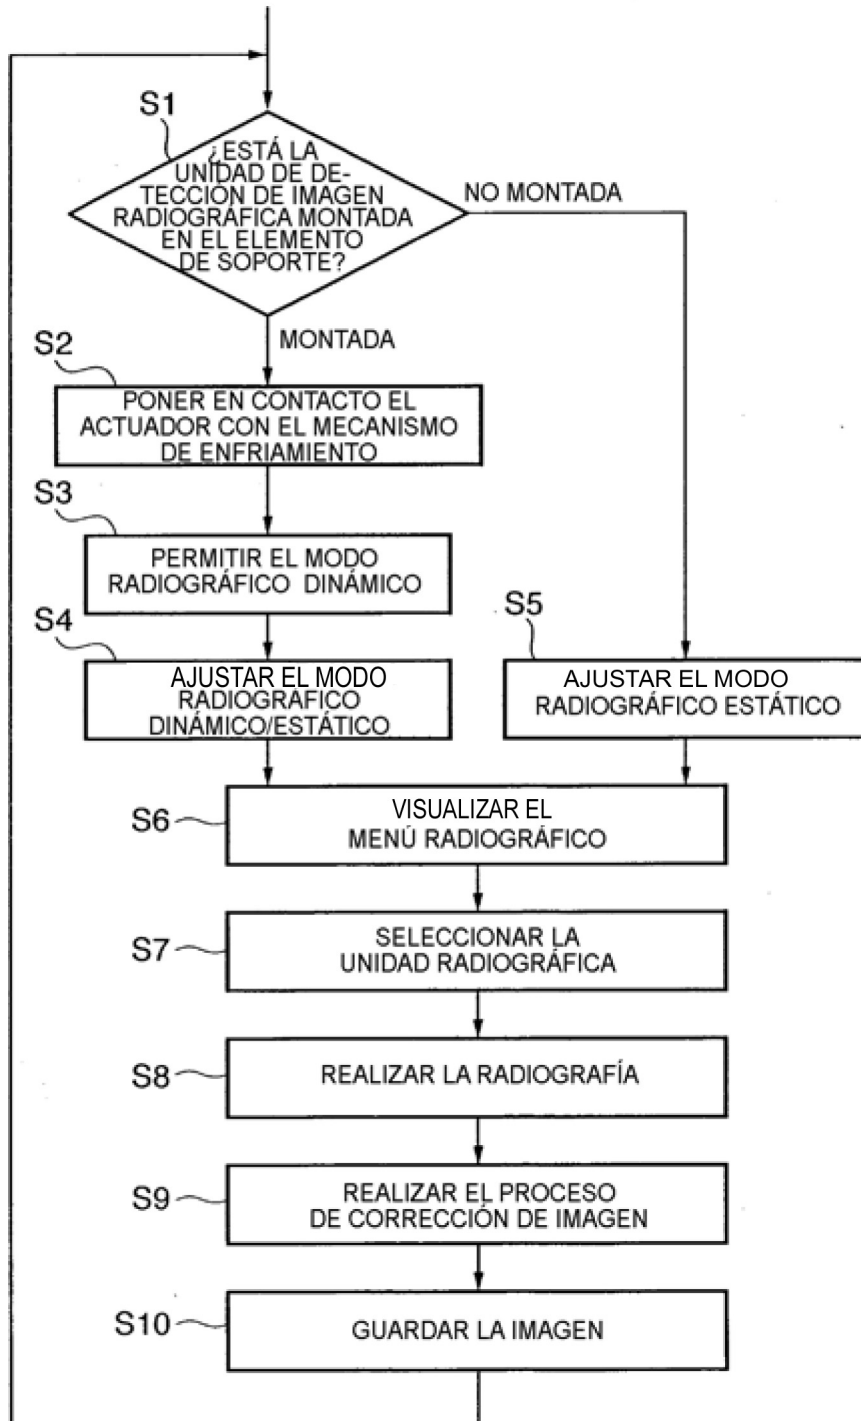 S1
¿ESTÁ LA
UNIDAD DE DE-
TECCIÓN DE IMAGEN
RADIOGRÁFICA MONTADA
EN EL ELEMENTO
DE SOPORTE?
NO MONTADA
MONTADA
S2
PONER EN CONTACTO EL
ACTUADOR CON EL MECANISMO
DE ENFRIAMIENTO
S3
PERMITIR EL MODO
RADIOGRÁFICO DINÁMICO
S4
AJUSTAR EL MODO
RADIOGRÁFICO
DINÁMICO/ESTÁTICO
S5
AJUSTAR EL MODO
RADIOGRÁFICO ESTÁTICO
S6
VISUALIZAR EL
MENÚ RADIOGRÁFICO
S7
SELECCIONAR LA
UNIDAD RADIOGRÁFICA
S8
REALIZAR LA RADIOGRAFÍA
S9
REALIZAR EL PROCESO
DE CORRECCIÓN DE IMAGEN
S10
GUARDAR LA IMAGEN